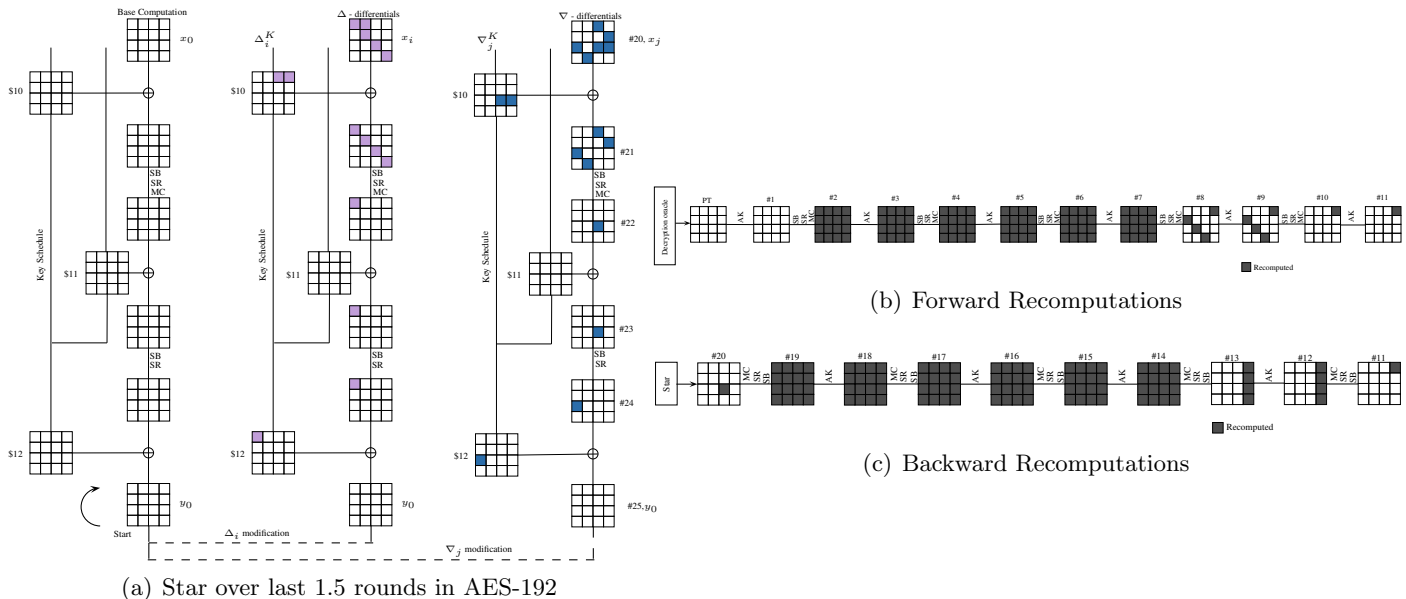 Base Computation
x0
$10
SB
SR
MC
Key Schedule
$11
SB
SR
$12
y0
Start
Δ - differentials
Δ_i^K
x_i
$10
SB
SR
MC
Key Schedule
$11
SB
SR
$12
y0
Δ_i modification
∇ - differentials
∇_j^K
#20, x_j
$10
#21
SB
SR
MC
#22
Key Schedule
$11
#23
SB
SR
#24
$12
#25, y0
∇_j modification
(a) Star over last 1.5 rounds in AES-192
Decryption oracle
PT
AK
#1
SB SR MC
#2
AK
#3
SB SR MC
#4
AK
#5
SB SR MC
#6
AK
#7
SB SR MC
#8
AK
#9
SB SR MC
#10
AK
#11
Recomputed
(b) Forward Recomputations
Star
#20
MC SR SB
#19
AK
#18
MC SR SB
#17
AK
#16
MC SR SB
#15
AK
#14
MC SR SB
#13
AK
#12
MC SR SB
#11
Recomputed
(c) Backward Recomputations